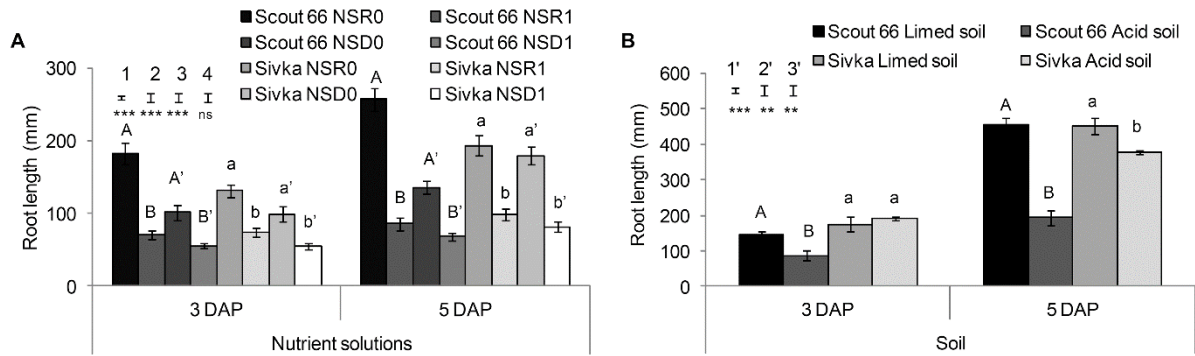 A
Scout 66 NSR0 Scout 66 NSR1
Scout 66 NSD0 Scout 66 NSD1
Sivka NSR0 Sivka NSR1
Sivka NSD0 Sivka NSD1
Root length (mm)
300
200
100
0
1 2 3 4
*** *** *** ns
A B A’ B’ a b a’ b’
A B A’ B’ a b a’ b’
3 DAP 5 DAP
Nutrient solutions
B
Scout 66 Limed soil Scout 66 Acid soil
Sivka Limed soil Sivka Acid soil
Root length (mm)
600
500
400
300
200
100
0
1' 2' 3'
*** ** **
A B a a
A B a b
3 DAP 5 DAP
Soil